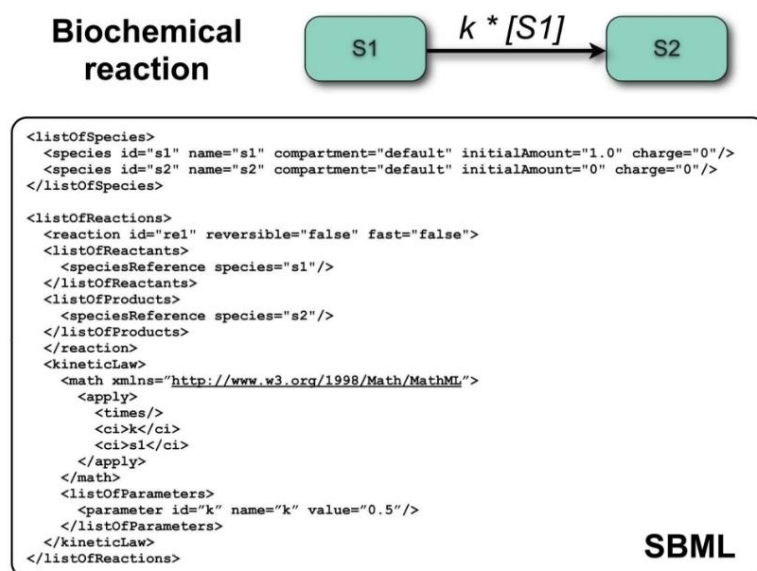 Biochemical
reaction
S1
k * [S1]
S2
<listOfSpecies>
<species id="s1" name="s1" compartment="default" initialAmount="1.0" charge="0"/>
<species id="s2" name="s2" compartment="default" initialAmount="0" charge="0"/>
</listOfSpecies>
<listOfReactions>
<reaction id="re1" reversible="false" fast="false">
<listOfReactants>
<speciesReference species="s1"/>
</listOfReactants>
<listOfProducts>
<speciesReference species="s2"/>
</listOfProducts>
</reaction>
<kineticLaw>
<math xmlns="http://www.w3.org/1998/Math/MathML">
<apply>
<times/>
<ci>k</ci>
<ci>s1</ci>
</apply>
</math>
<listOfParameters>
<parameter id="k" name="k" value="0.5"/>
</listOfParameters>
</kineticLaw>
</listOfReactions>
SBML